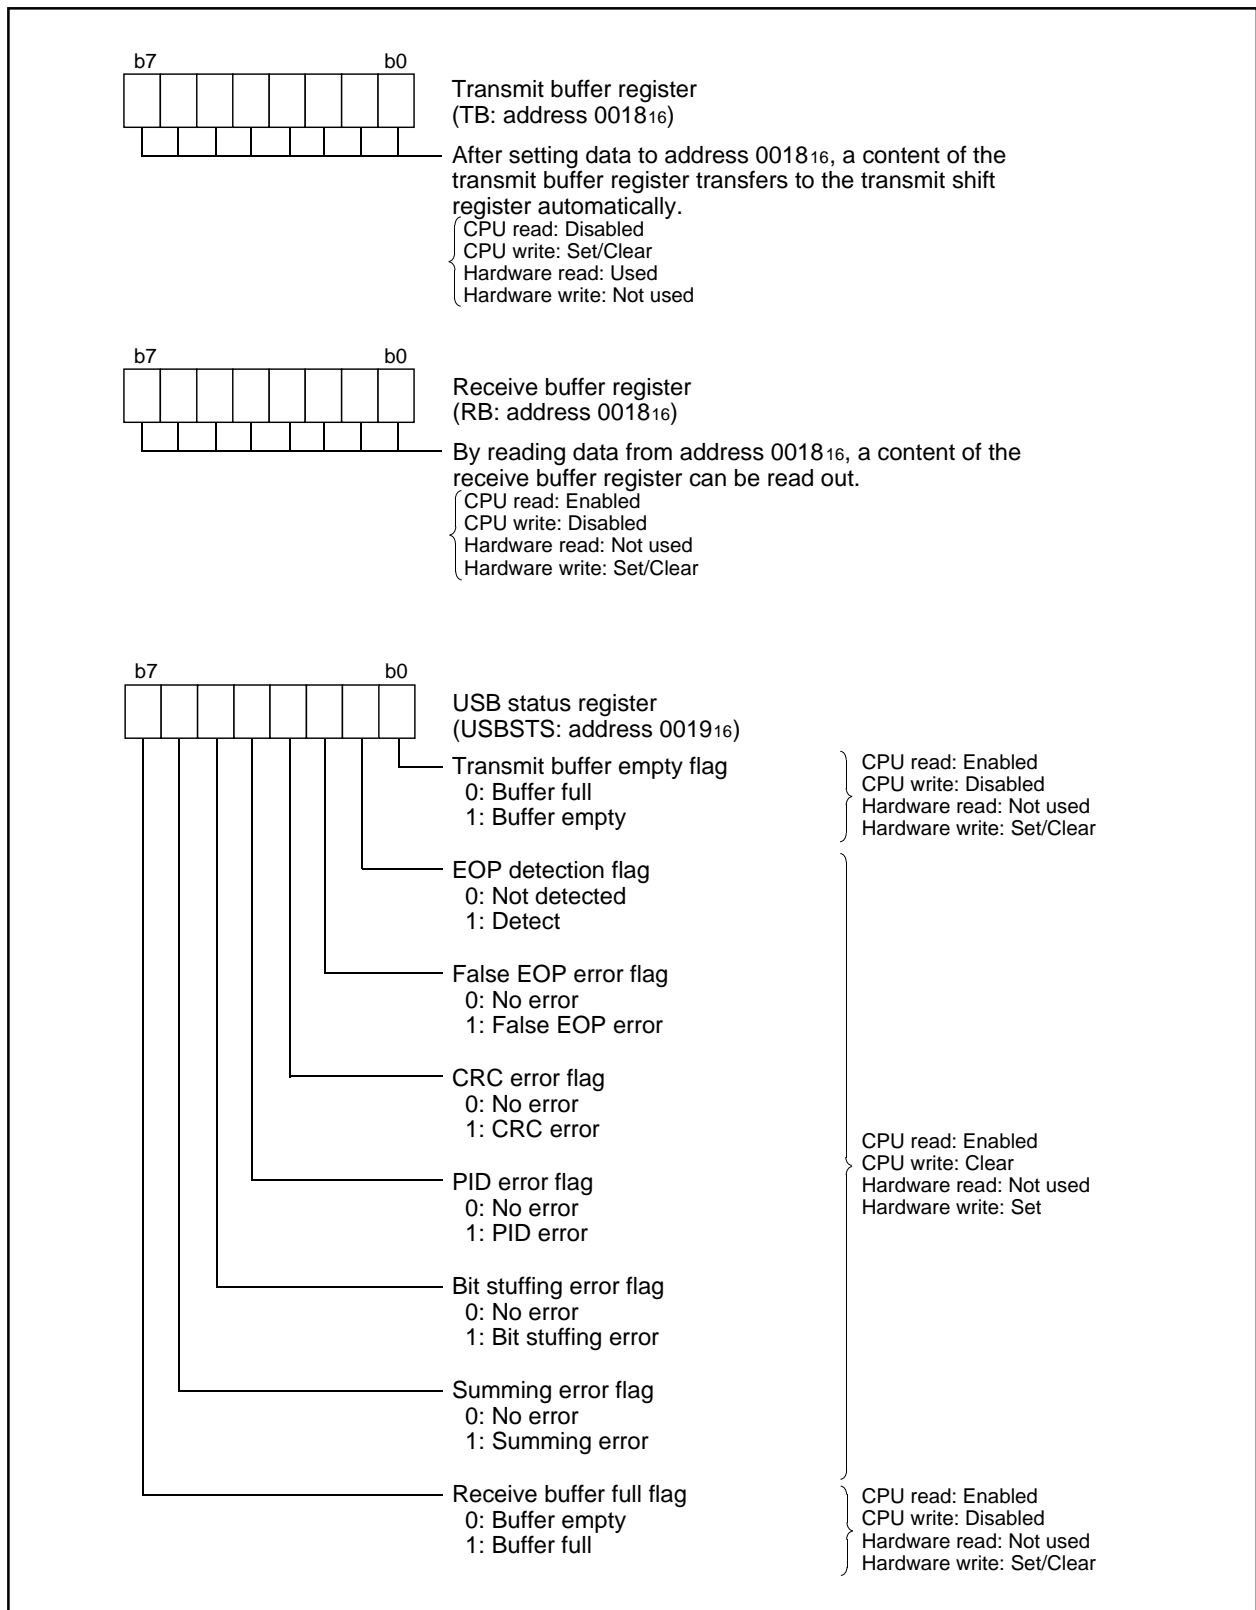 b7 b0
Transmit buffer register
(TB: address 0018₁₆)
After setting data to address 0018₁₆, a content of the
transmit buffer register transfers to the transmit shift
register automatically.
CPU read: Disabled
CPU write: Set/Clear
Hardware read: Used
Hardware write: Not used
b7 b0
Receive buffer register
(RB: address 0018₁₆)
By reading data from address 0018₁₆, a content of the
receive buffer register can be read out.
CPU read: Enabled
CPU write: Disabled
Hardware read: Not used
Hardware write: Set/Clear
b7 b0
USB status register
(USBSTS: address 0019₁₆)
Transmit buffer empty flag
0: Buffer full
1: Buffer empty
CPU read: Enabled
CPU write: Disabled
Hardware read: Not used
Hardware write: Set/Clear
EOP detection flag
0: Not detected
1: Detect
False EOP error flag
0: No error
1: False EOP error
CRC error flag
0: No error
1: CRC error
PID error flag
0: No error
1: PID error
Bit stuffing error flag
0: No error
1: Bit stuffing error
Summing error flag
0: No error
1: Summing error
CPU read: Enabled
CPU write: Clear
Hardware read: Not used
Hardware write: Set
Receive buffer full flag
0: Buffer empty
1: Buffer full
CPU read: Enabled
CPU write: Disabled
Hardware read: Not used
Hardware write: Set/Clear